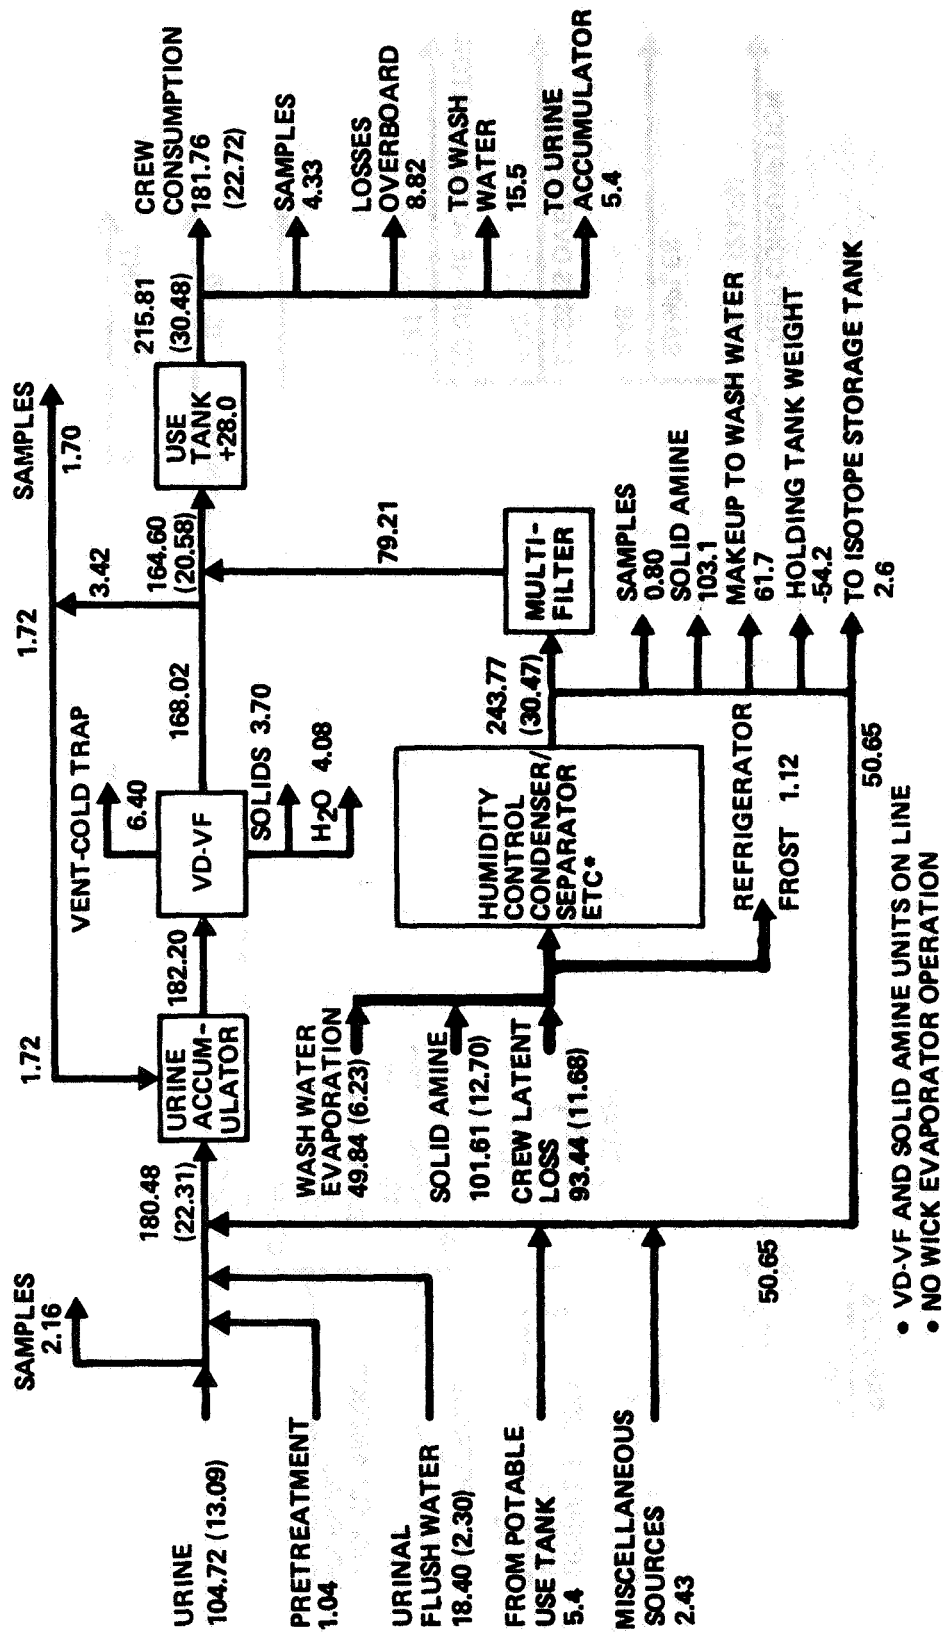 SAMPLES
2.16
URINE
104.72 (13.09)
PRETREATMENT
1.04
URINAL
FLUSH WATER
18.40 (2.30)
FROM POTABLE
USE TANK
5.4
MISCELLANEOUS
SOURCES
2.43
180.48
(22.31)
50.65
1.72
URINE
ACCUM-
ULATOR
182.20
VENT-COLD TRAP
6.40
VD-VF
SOLIDS 3.70
H2O 4.08
168.02
1.72
3.42
SAMPLES
1.70
164.60
(20.58)
USE
TANK
+28.0
215.81
(30.48)
CREW
CONSUMPTION
181.76
(22.72)
SAMPLES
4.33
LOSSES
OVERBOARD
8.82
TO WASH
WATER
15.5
TO URINE
ACCUMULATOR
5.4
WASH WATER
EVAPORATION
49.84 (6.23)
SOLID AMINE
101.61 (12.70)
CREW LATENT
LOSS
93.44 (11.68)
HUMIDITY
CONTROL
CONDENSER/
SEPARATOR
ETC*
REFRIGERATOR
FROST 1.12
243.77
(30.47)
MULTI-
FILTER
79.21
SAMPLES
0.80
SOLID AMINE
103.1
MAKEUP TO WASH WATER
61.7
HOLDING TANK WEIGHT
-54.2
TO ISOTOPE STORAGE TANK
2.6
50.65
• VD-VF AND SOLID AMINE UNITS ON LINE
• NO WICK EVAPORATOR OPERATION